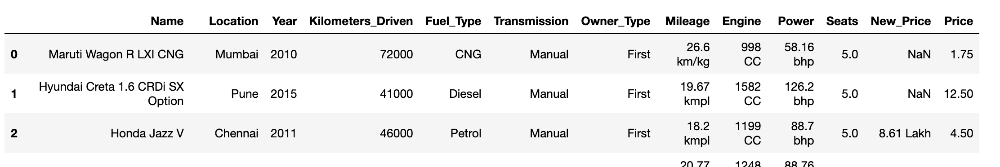 Name Location Year Kilometers_Driven Fuel_Type Transmission Owner_Type Mileage Engine Power Seats New_Price Price
0 Maruti Wagon R LXI CNG Mumbai 2010 72000 CNG Manual First 26.6 km/kg 998 CC 58.16 bhp 5.0 NaN 1.75
1 Hyundai Creta 1.6 CRDi SX Option Pune 2015 41000 Diesel Manual First 19.67 kmpl 1582 CC 126.2 bhp 5.0 NaN 12.50
2 Honda Jazz V Chennai 2011 46000 Petrol Manual First 18.2 kmpl 1199 CC 88.7 bhp 5.0 8.61 Lakh 4.50
20.77 1248 88.76